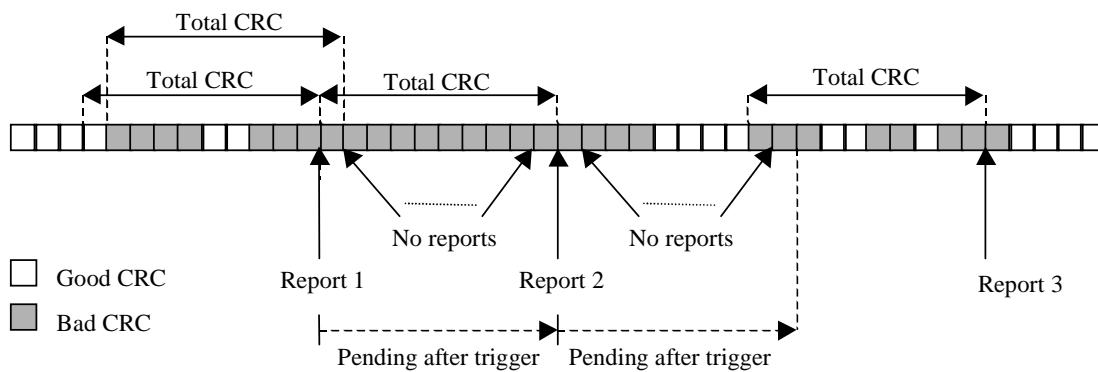 Total CRC
Total CRC
Total CRC
Total CRC
No reports
No reports
Good CRC
Report 1
Report 2
Report 3
Bad CRC
Pending after trigger
Pending after trigger